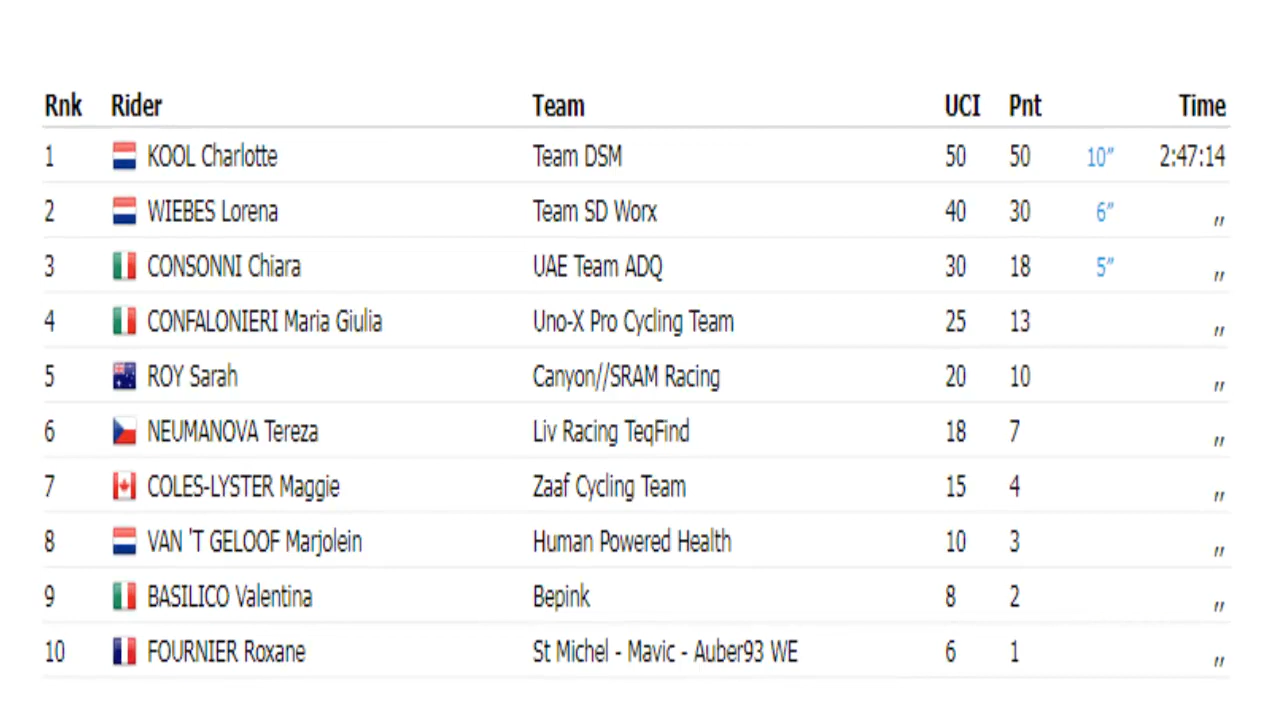 Rnk Rider Team UCI Pnt Time
1 KOOL Charlotte Team DSM 50 50 10″ 2:47:14
2 WIEBES Lorena Team SD Worx 40 30 6″ ,,
3 CONSONNI Chiara UAE Team ADQ 30 18 5″ ,,
4 CONFALONIERI Maria Giulia Uno-X Pro Cycling Team 25 13 ,,
5 ROY Sarah Canyon//SRAM Racing 20 10 ,,
6 NEUMANOVA Tereza Liv Racing TeqFind 18 7 ,,
7 COLES-LYSTER Maggie Zaaf Cycling Team 15 4 ,,
8 VAN 'T GELOOF Marjolein Human Powered Health 10 3 ,,
9 BASILICO Valentina Bepink 8 2 ,,
10 FOURNIER Roxane St Michel - Mavic - Auber93 WE 6 1 ,,